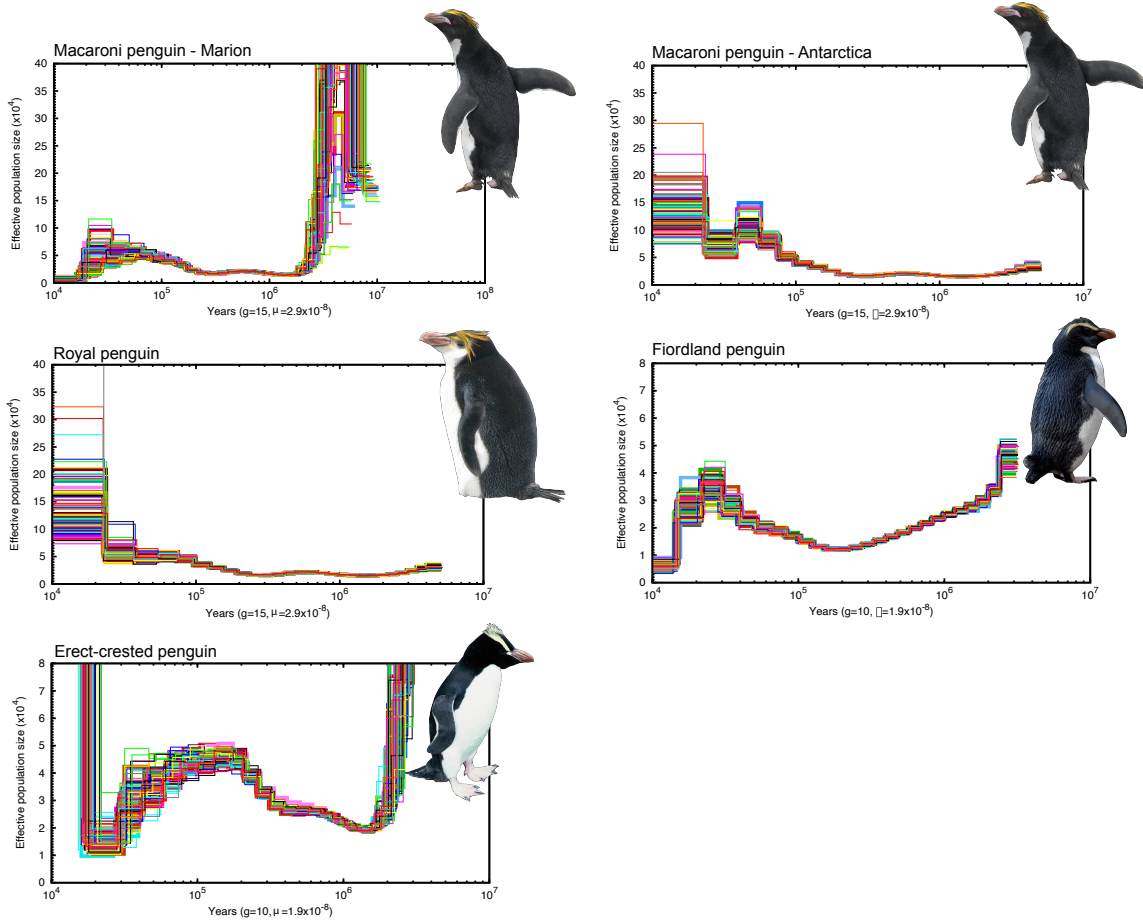 Macaroni penguin - Marion
Effective population size (x10⁴)
40
35
30
25
20
15
10
5
0
10⁴ 10⁵ 10⁶ 10⁷ 10⁸
Years (g=15, μ=2.9x10⁻⁸)
Macaroni penguin - Antarctica
Effective population size (x10⁴)
40
35
30
25
20
15
10
5
0
10⁴ 10⁵ 10⁶ 10⁷
Years (g=15, □=2.9x10⁻⁸)
Royal penguin
Effective population size (x10⁴)
40
35
30
25
20
15
10
5
0
10⁴ 10⁵ 10⁶ 10⁷
Years (g=15, μ=2.9x10⁻⁸)
Fiordland penguin
Effective population size (x10⁴)
8
7
6
5
4
3
2
1
0
10⁴ 10⁵ 10⁶ 10⁷
Years (g=10, □=1.9x10⁻⁸)
Erect-crested penguin
Effective population size (x10⁴)
8
7
6
5
4
3
2
1
0
10⁴ 10⁵ 10⁶ 10⁷
Years (g=10, μ=1.9x10⁻⁸)